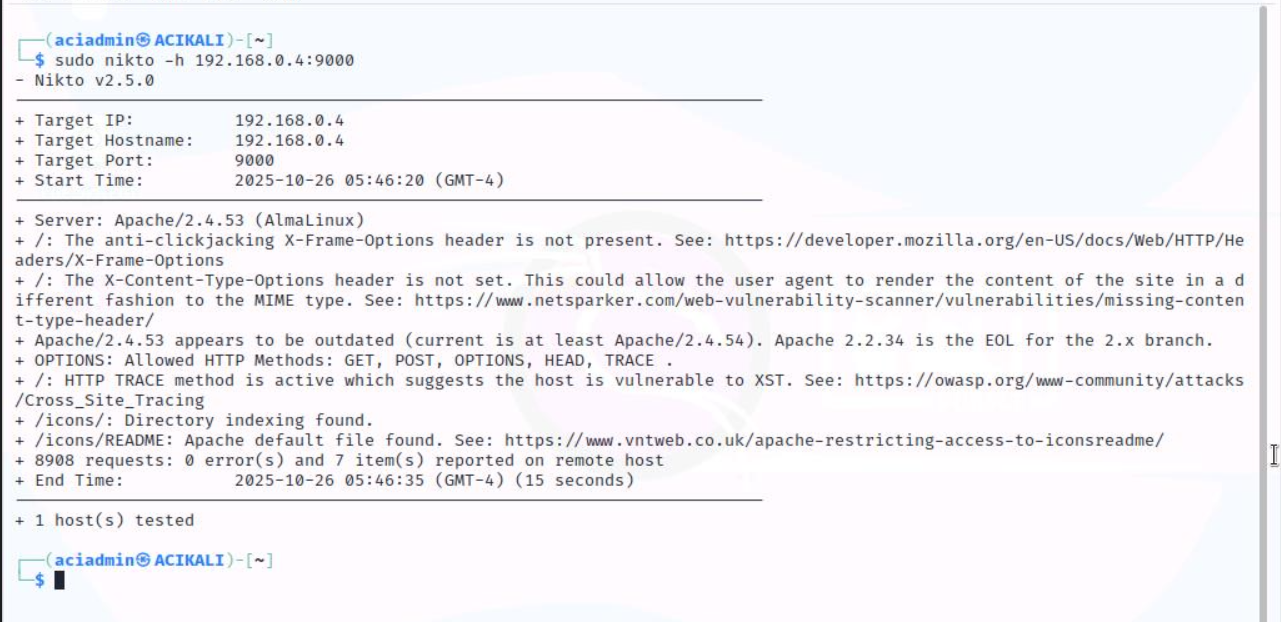 ┌──(aciadmin㉿ACIKALI)-[~]
└─$ sudo nikto -h 192.168.0.4:9000
- Nikto v2.5.0
+ Target IP:          192.168.0.4
+ Target Hostname:    192.168.0.4
+ Target Port:        9000
+ Start Time:         2025-10-26 05:46:20 (GMT-4)
+ Server: Apache/2.4.53 (AlmaLinux)
+ /: The anti-clickjacking X-Frame-Options header is not present. See: https://developer.mozilla.org/en-US/docs/Web/HTTP/He
aders/X-Frame-Options
+ /: The X-Content-Type-Options header is not set. This could allow the user agent to render the content of the site in a d
ifferent fashion to the MIME type. See: https://www.netsparker.com/web-vulnerability-scanner/vulnerabilities/missing-conten
t-type-header/
+ Apache/2.4.53 appears to be outdated (current is at least Apache/2.4.54). Apache 2.2.34 is the EOL for the 2.x branch.
+ OPTIONS: Allowed HTTP Methods: GET, POST, OPTIONS, HEAD, TRACE .
+ /: HTTP TRACE method is active which suggests the host is vulnerable to XST. See: https://owasp.org/www-community/attacks
/Cross_Site_Tracing
+ /icons/: Directory indexing found.
+ /icons/README: Apache default file found. See: https://www.vntweb.co.uk/apache-restricting-access-to-iconsreadme/
+ 8908 requests: 0 error(s) and 7 item(s) reported on remote host
+ End Time:           2025-10-26 05:46:35 (GMT-4) (15 seconds)
+ 1 host(s) tested
┌──(aciadmin㉿ACIKALI)-[~]
└─$